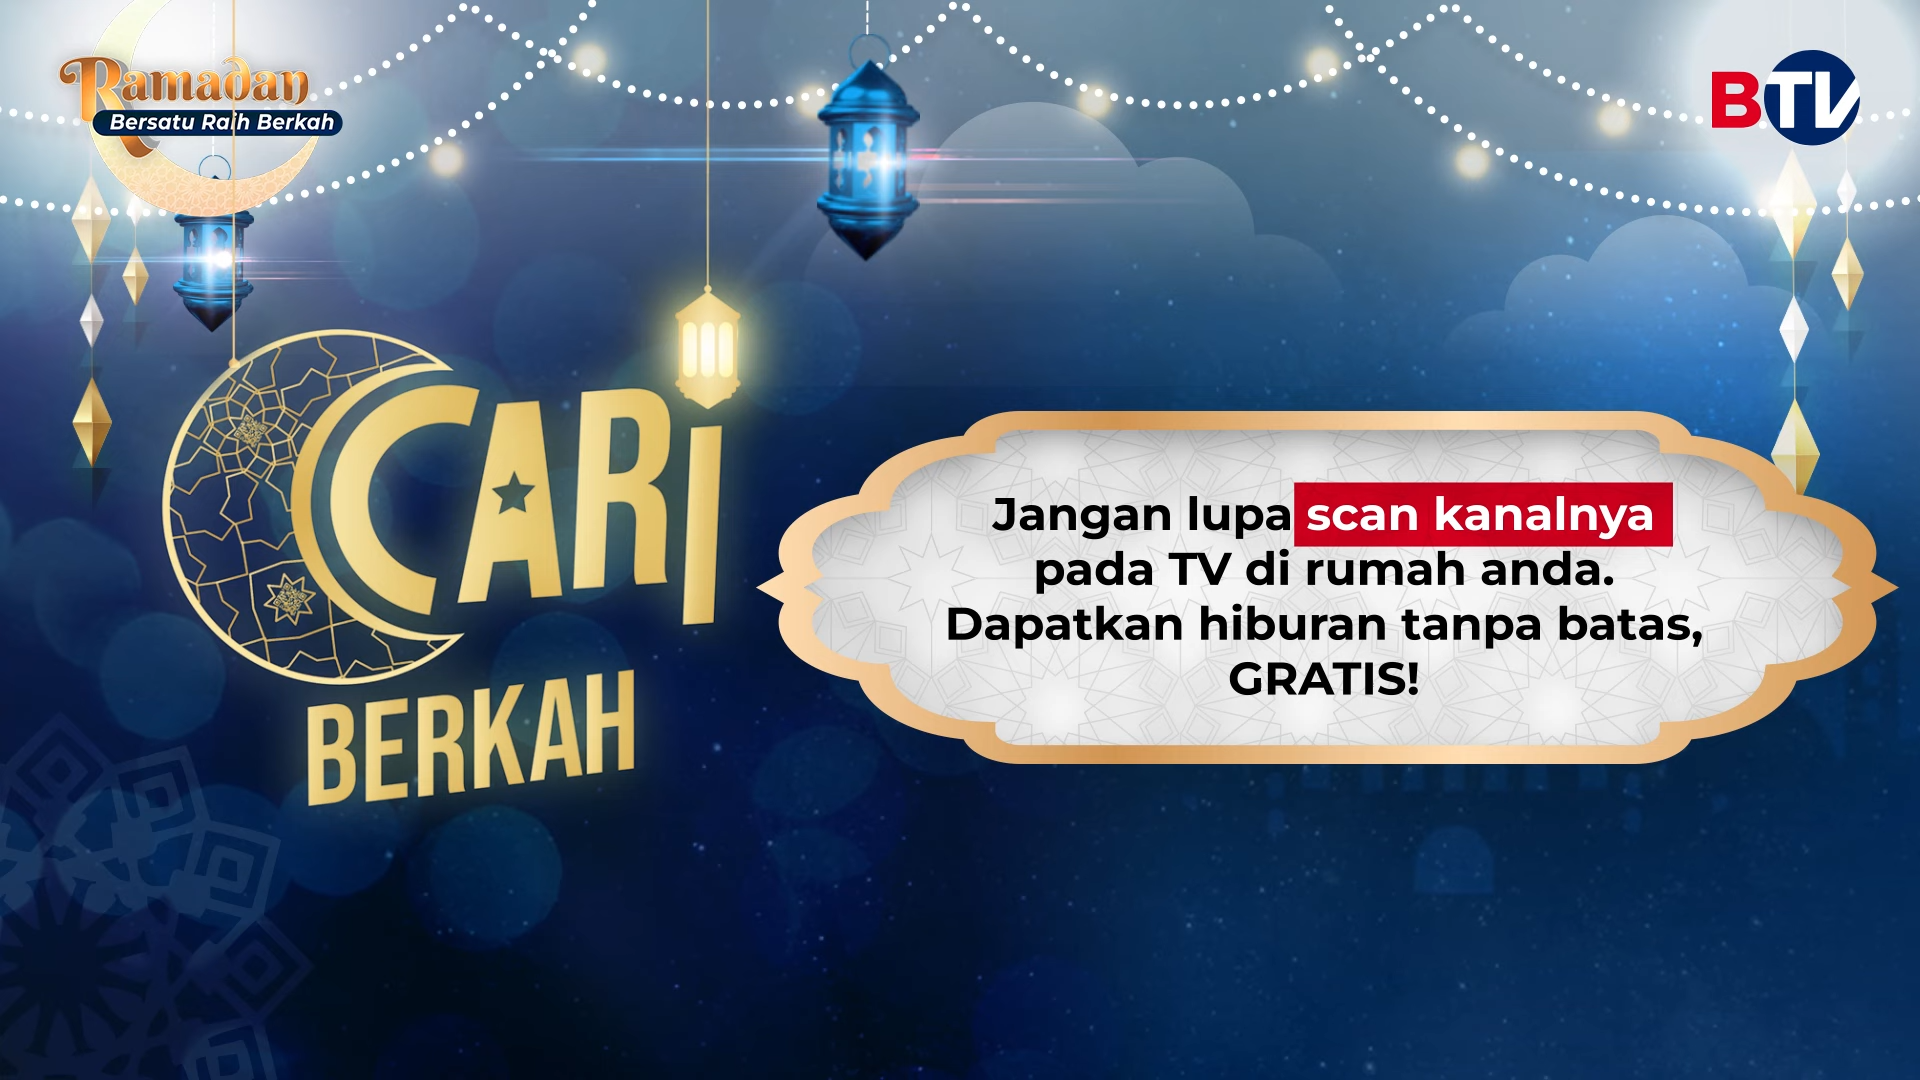 Ramadan
Bersatu Raih Berkah
BTV
CARI
BERKAH
Jangan lupa scan kanalnya
pada TV di rumah anda.
Dapatkan hiburan tanpa batas,
GRATIS!